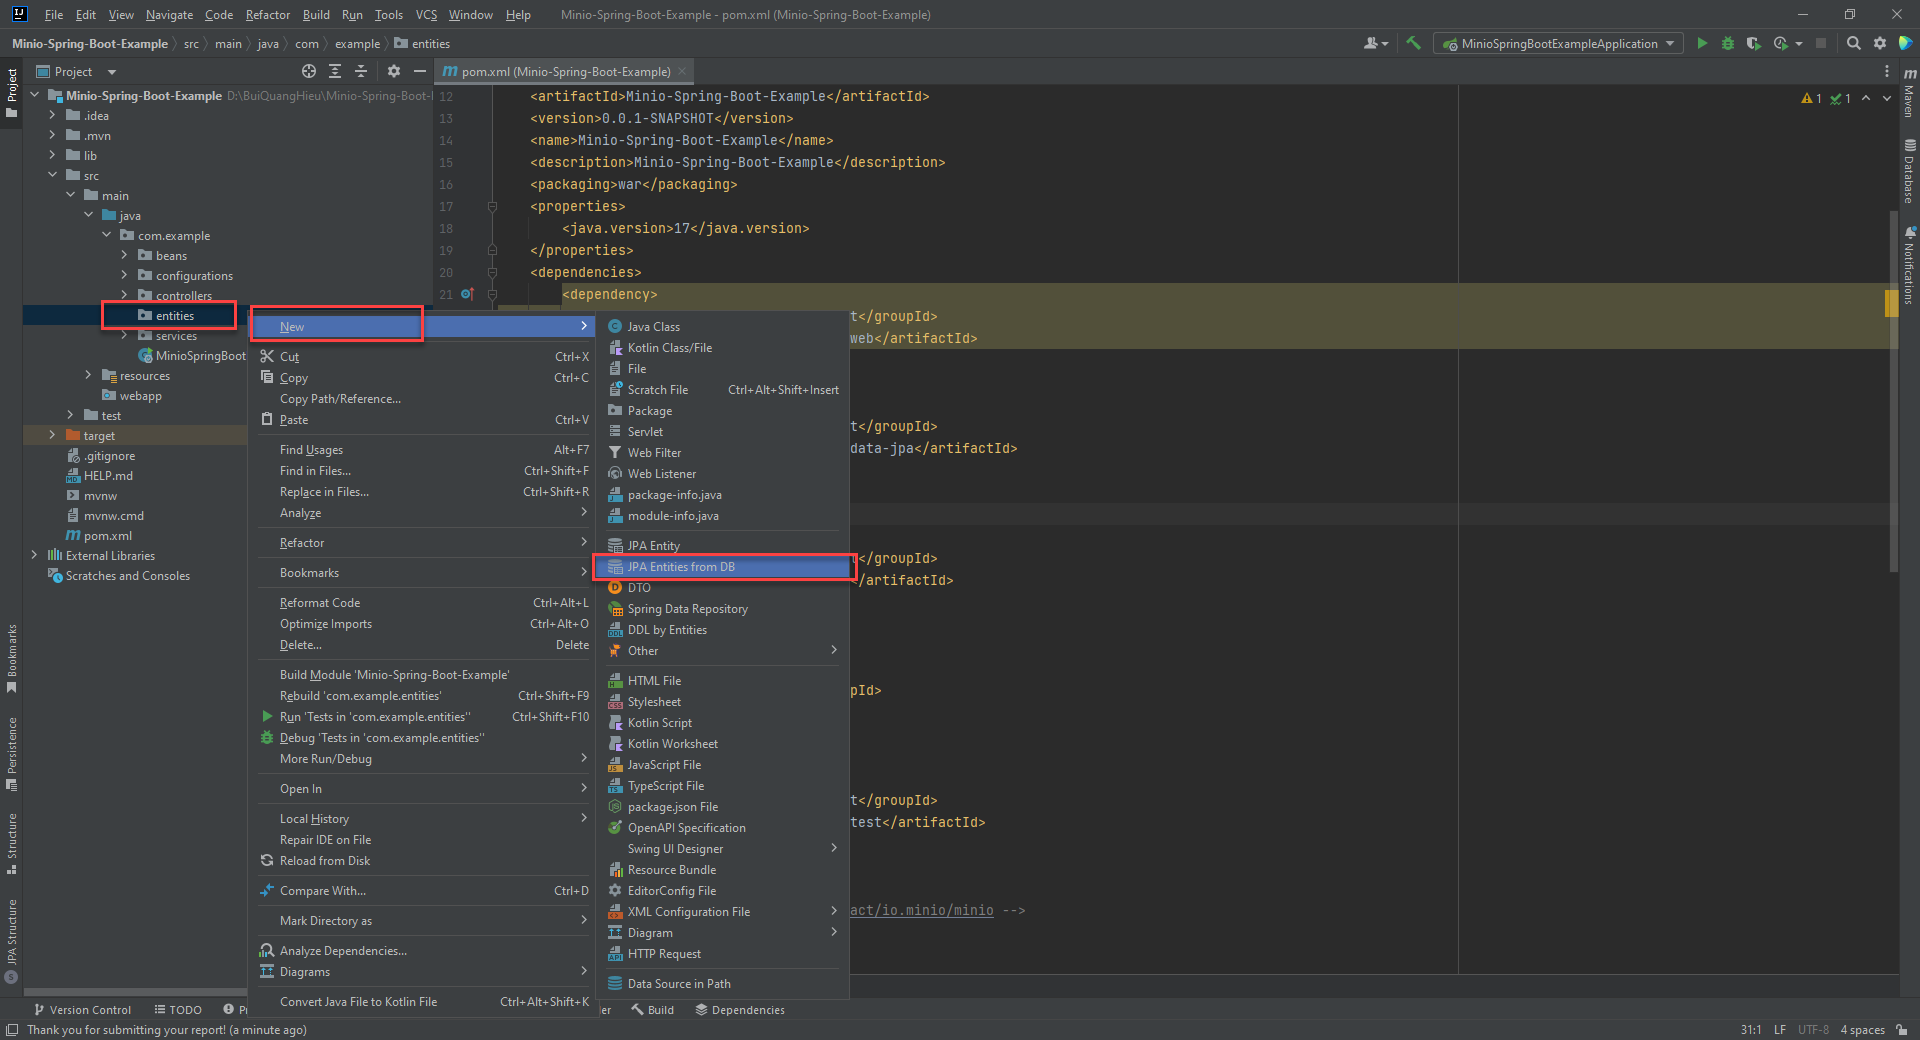 File Edit View Navigate Code Refactor Build Run Tools VCS Window Help Minio-Spring-Boot-Example - pom.xml (Minio-Spring-Boot-Example)
Minio-Spring-Boot-Example src main java com example entities MinioSpringBootExampleApplication
Project
pom.xml (Minio-Spring-Boot-Example)
Project
Bookmarks
Persistence
Structure
JPA Structure
Minio-Spring-Boot-Example D:\BuiQuangHieu\Minio-Spring-Boot-
.idea
.mvn
lib
src
main
java
com.example
beans
configurations
controllers
entities
services
MinioSpringBoot
resources
webapp
test
target
.gitignore
HELP.md
mvnw
mvnw.cmd
pom.xml
External Libraries
Scratches and Consoles
New
Cut Ctrl+X
Copy Ctrl+C
Copy Path/Reference...
Paste Ctrl+V
Find Usages Alt+F7
Find in Files... Ctrl+Shift+F
Replace in Files... Ctrl+Shift+R
Analyze
Refactor
Bookmarks
Reformat Code Ctrl+Alt+L
Optimize Imports Ctrl+Alt+O
Delete... Delete
Build Module 'Minio-Spring-Boot-Example'
Rebuild 'com.example.entities' Ctrl+Shift+F9
Run 'Tests in 'com.example.entities'' Ctrl+Shift+F10
Debug 'Tests in 'com.example.entities''
More Run/Debug
Open In
Local History
Repair IDE on File
Reload from Disk
Compare With... Ctrl+D
Mark Directory as
Analyze Dependencies...
Diagrams
Convert Java File to Kotlin File Ctrl+Alt+Shift+K
Java Class
Kotlin Class/File
File
Scratch File Ctrl+Alt+Shift+Insert
Package
Servlet
Web Filter
Web Listener
package-info.java
module-info.java
JPA Entity
JPA Entities from DB
DTO
Spring Data Repository
DDL by Entities
Other
HTML File
Stylesheet
Kotlin Script
Kotlin Worksheet
JavaScript File
TypeScript File
package.json File
OpenAPI Specification
Swing UI Designer
Resource Bundle
EditorConfig File
XML Configuration File
Diagram
HTTP Request
Data Source in Path
12 <artifactId>Minio-Spring-Boot-Example</artifactId>
13 <version>0.0.1-SNAPSHOT</version>
14 <name>Minio-Spring-Boot-Example</name>
15 <description>Minio-Spring-Boot-Example</description>
16 <packaging>war</packaging>
17 <properties>
18 <java.version>17</java.version>
19 </properties>
20 <dependencies>
21 <dependency>
t</groupId>
web</artifactId>
t</groupId>
data-jpa</artifactId>
</groupId>
</artifactId>
pId>
t</groupId>
test</artifactId>
act/io.minio/minio -->
1 1
Maven
Database
Notifications
Version Control TODO Build Dependencies
Thank you for submitting your report! (a minute ago) 31:1 LF UTF-8 4 spaces